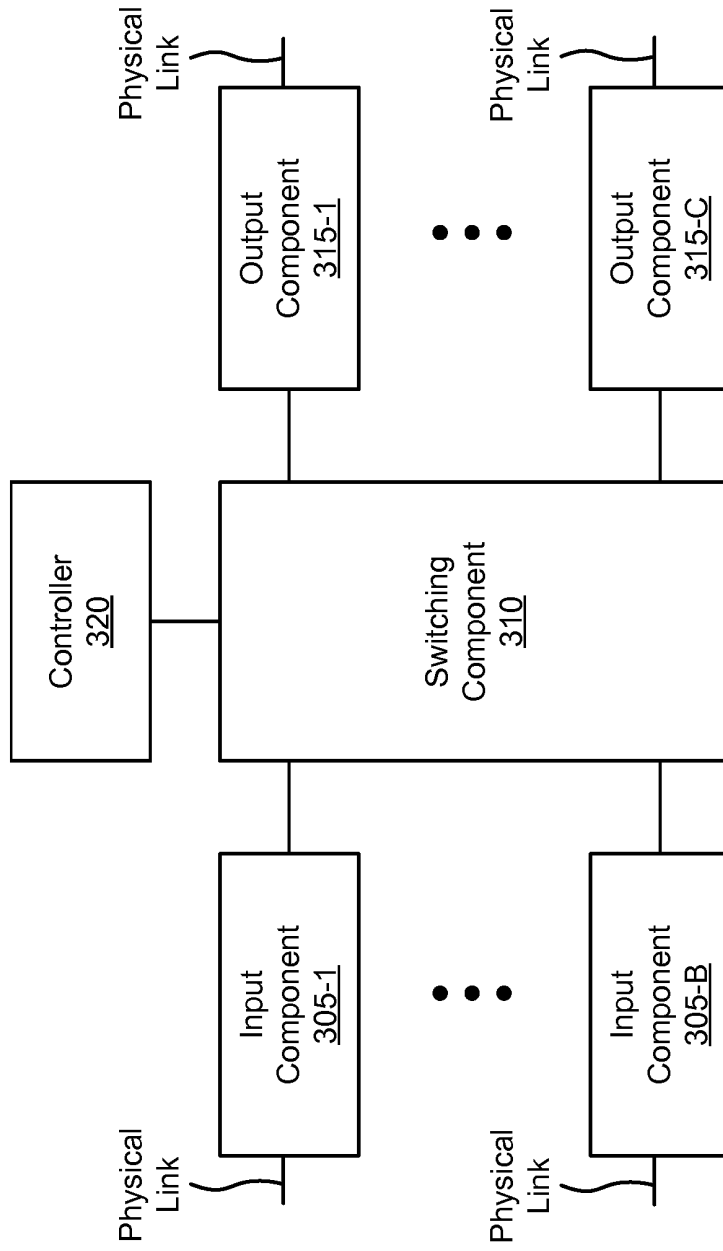 Controller
320
Physical
Link
Input
Component
305-1
Switching
Component
310
Output
Component
315-1
Physical
Link
Physical
Link
Input
Component
305-B
Output
Component
315-C
Physical
Link